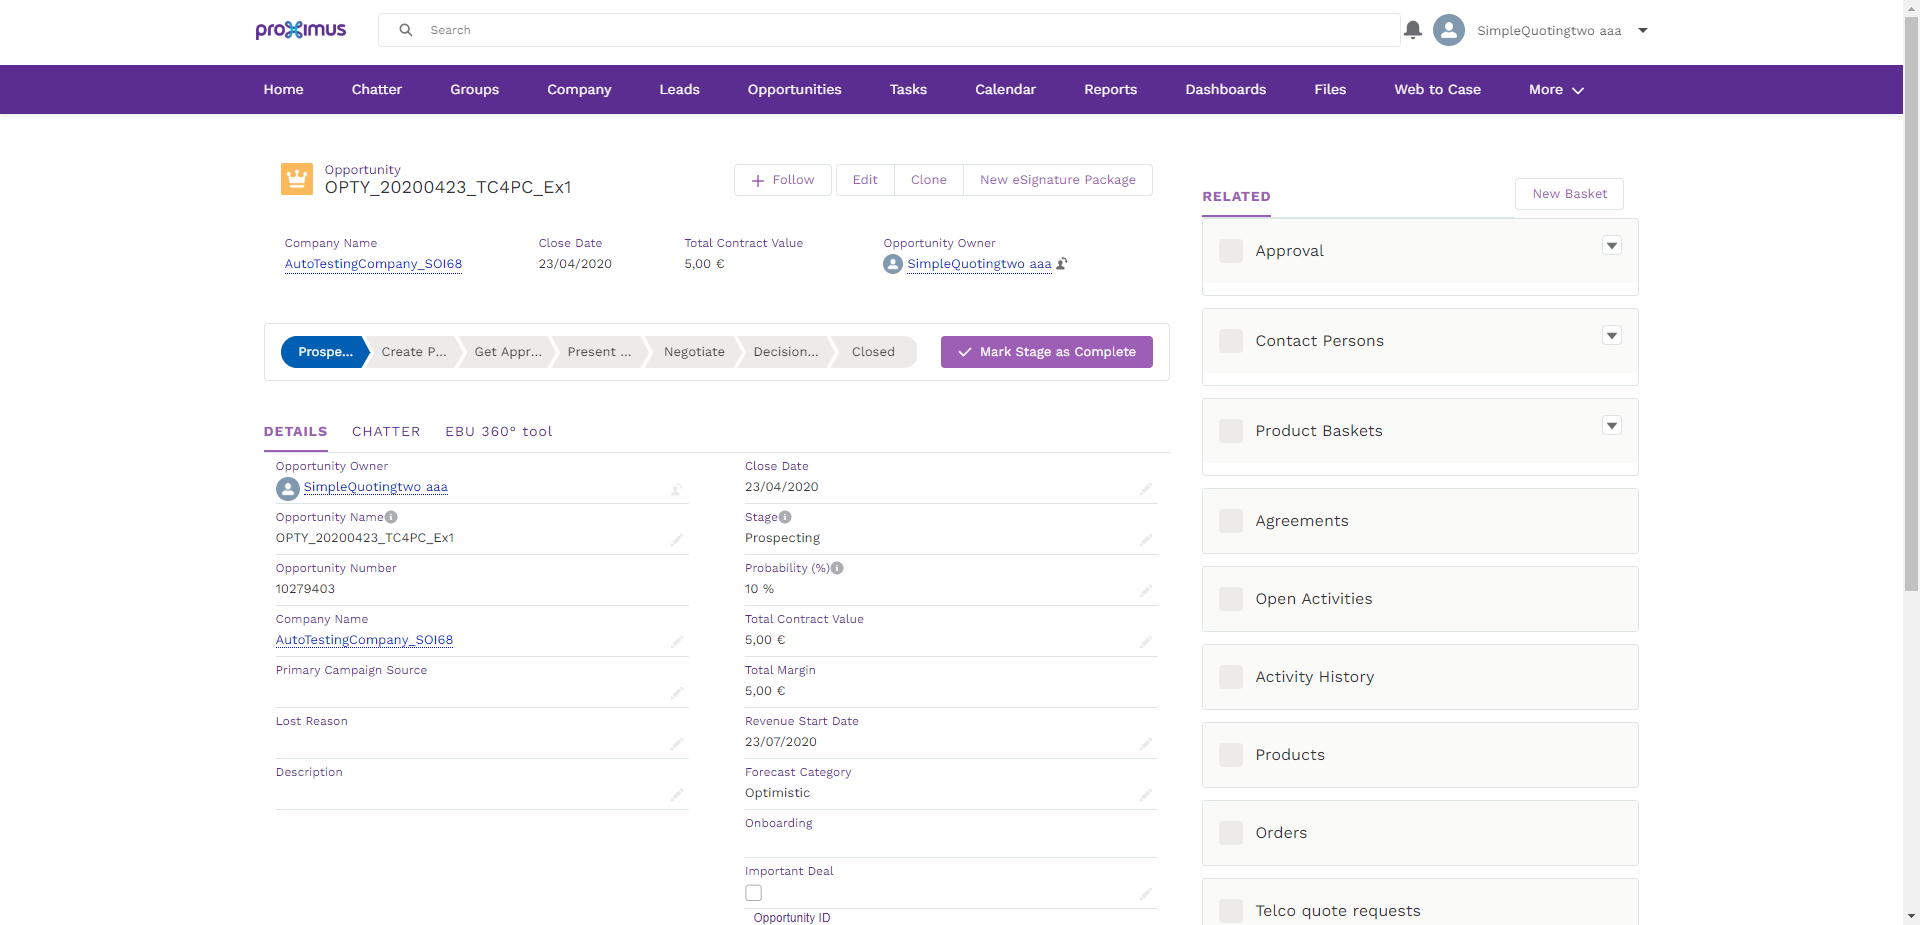 proximus
Search
SimpleQuotingtwo aaa
Home Chatter Groups Company Leads Opportunities Tasks Calendar Reports Dashboards Files Web to Case More
Opportunity
OPTY_20200423_TC4PC_Ex1
Follow Edit Clone New eSignature Package
Company Name Close Date Total Contract Value Opportunity Owner
AutoTestingCompany_SOI68 23/04/2020 5,00 € SimpleQuotingtwo aaa
Prospe... Create P... Get Appr... Present ... Negotiate Decision... Closed Mark Stage as Complete
DETAILS CHATTER EBU 360° tool
Opportunity Owner
SimpleQuotingtwo aaa
Opportunity Name
OPTY_20200423_TC4PC_Ex1
Opportunity Number
10279403
Company Name
AutoTestingCompany_SOI68
Primary Campaign Source
Lost Reason
Description
Close Date
23/04/2020
Stage
Prospecting
Probability (%)
10 %
Total Contract Value
5,00 €
Total Margin
5,00 €
Revenue Start Date
23/07/2020
Forecast Category
Optimistic
Onboarding
Important Deal
Opportunity ID
RELATED New Basket
Approval
Contact Persons
Product Baskets
Agreements
Open Activities
Activity History
Products
Orders
Telco quote requests